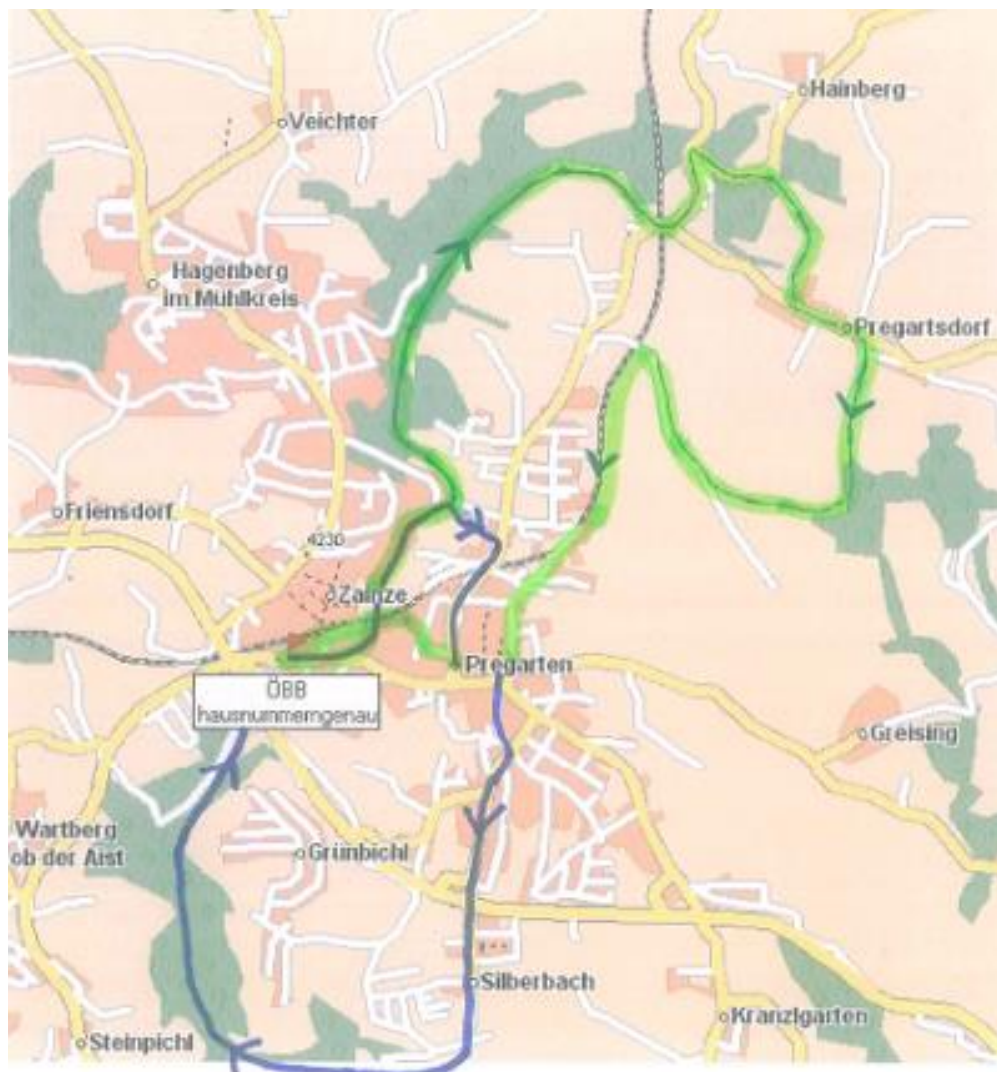 Hainberg
Veichter
Hagenberg
im Mühlkreis
Pregartsdorf
Friensdorf
4230
Zainze
Pregarten
ÖBB
hausnummerngenau
Greising
Wartberg
ob der Aist
Grünbichl
Silberbach
Kranzlgarten
Steinpichl